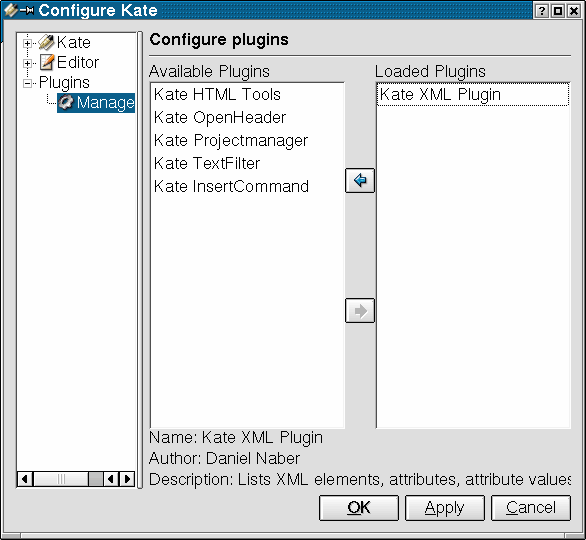 Configure Kate
Kate
Editor
Plugins
Manage
Configure plugins
Available Plugins
Kate HTML Tools
Kate OpenHeader
Kate Projectmanager
Kate TextFilter
Kate InsertCommand
Loaded Plugins
Kate XML Plugin
Name: Kate XML Plugin
Author: Daniel Naber
Description: Lists XML elements, attributes, attribute values
OK
Apply
Cancel